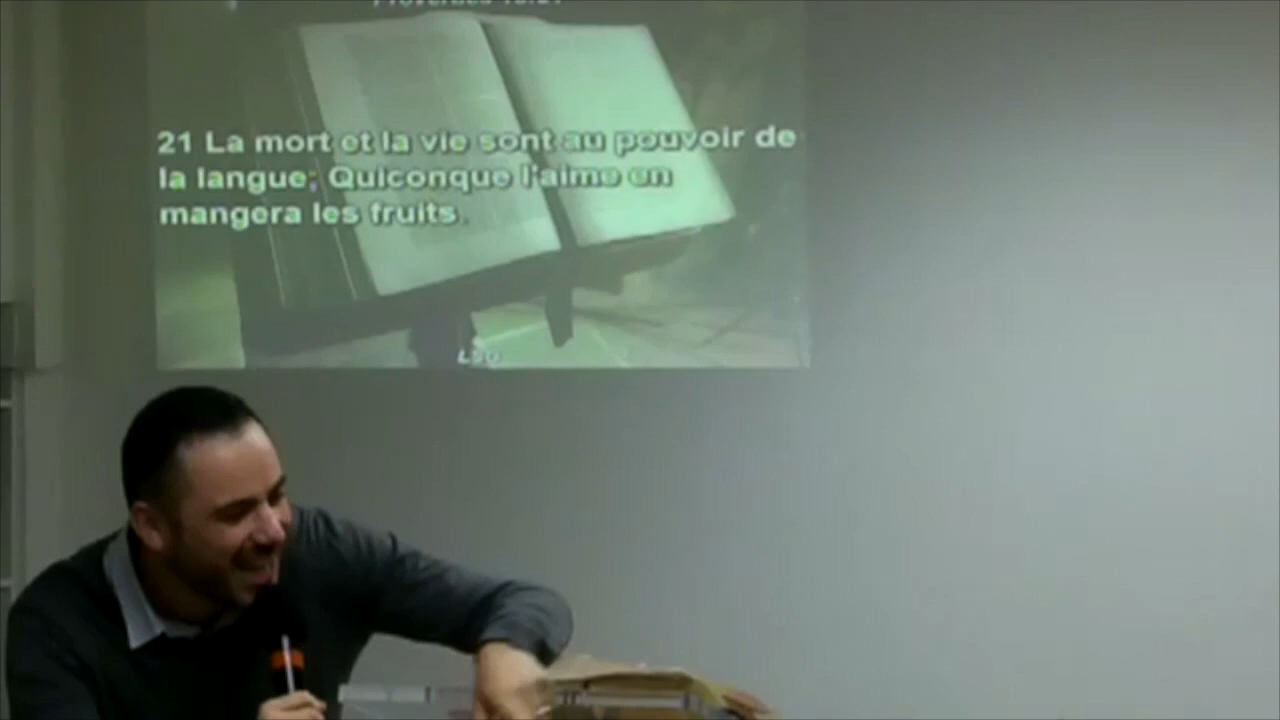 21 La mort et la vie sont au pouvoir de
la langue; Quiconque l'aime en
mangera les fruits.